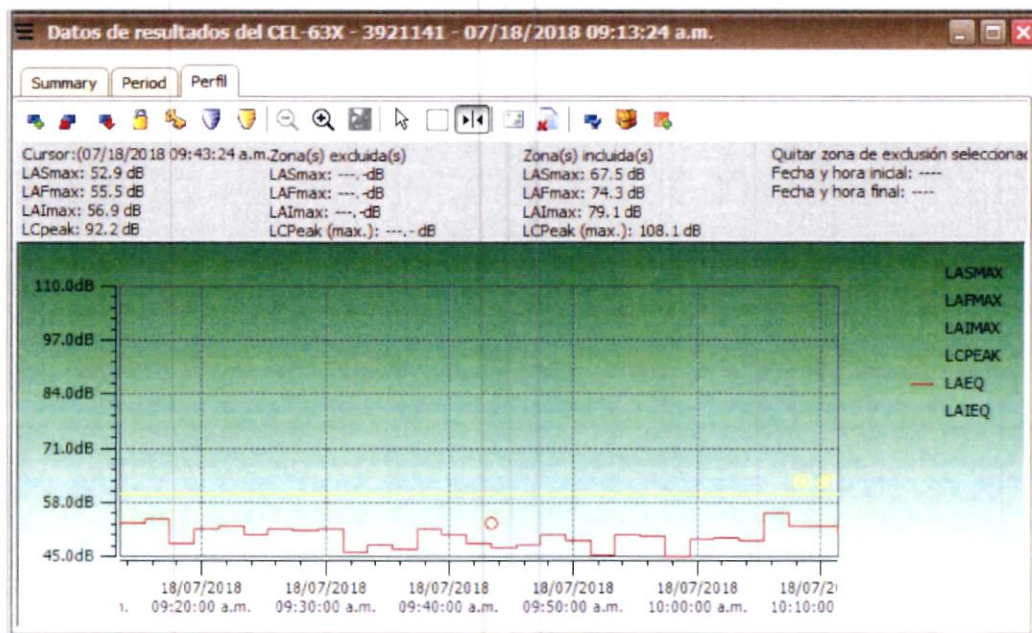 Datos de resultados del CEL-63X - 3921141 - 07/18/2018 09:13:24 a.m.
Summary Period Perfil
Cursor:(07/18/2018 09:43:24 a.m.
LASmax: 52.9 dB
LAFmax: 55.5 dB
LAImax: 56.9 dB
LCpeak: 92.2 dB
Zona(s) excluida(s)
LASmax: ---.-dB
LAFmax: ---.-dB
LAImax: ---.-dB
LCPeak (max.): ---.- dB
Zona(s) incluida(s)
LASmax: 67.5 dB
LAFmax: 74.3 dB
LAImax: 79.1 dB
LCPeak (max.): 108.1 dB
Quitar zona de exclusión seleccionad
Fecha y hora inicial: ----
Fecha y hora final: ----
110.0dB
97.0dB
84.0dB
71.0dB
58.0dB
45.0dB
60 dB
LASMAX
LAFMAX
LAIMAX
LCPEAK
LAEQ
LAIEQ
18/07/2018 18/07/2018 18/07/2018 18/07/2018 18/07/2018 18/07/2
09:20:00 a.m. 09:30:00 a.m. 09:40:00 a.m. 09:50:00 a.m. 10:00:00 a.m. 10:10:00